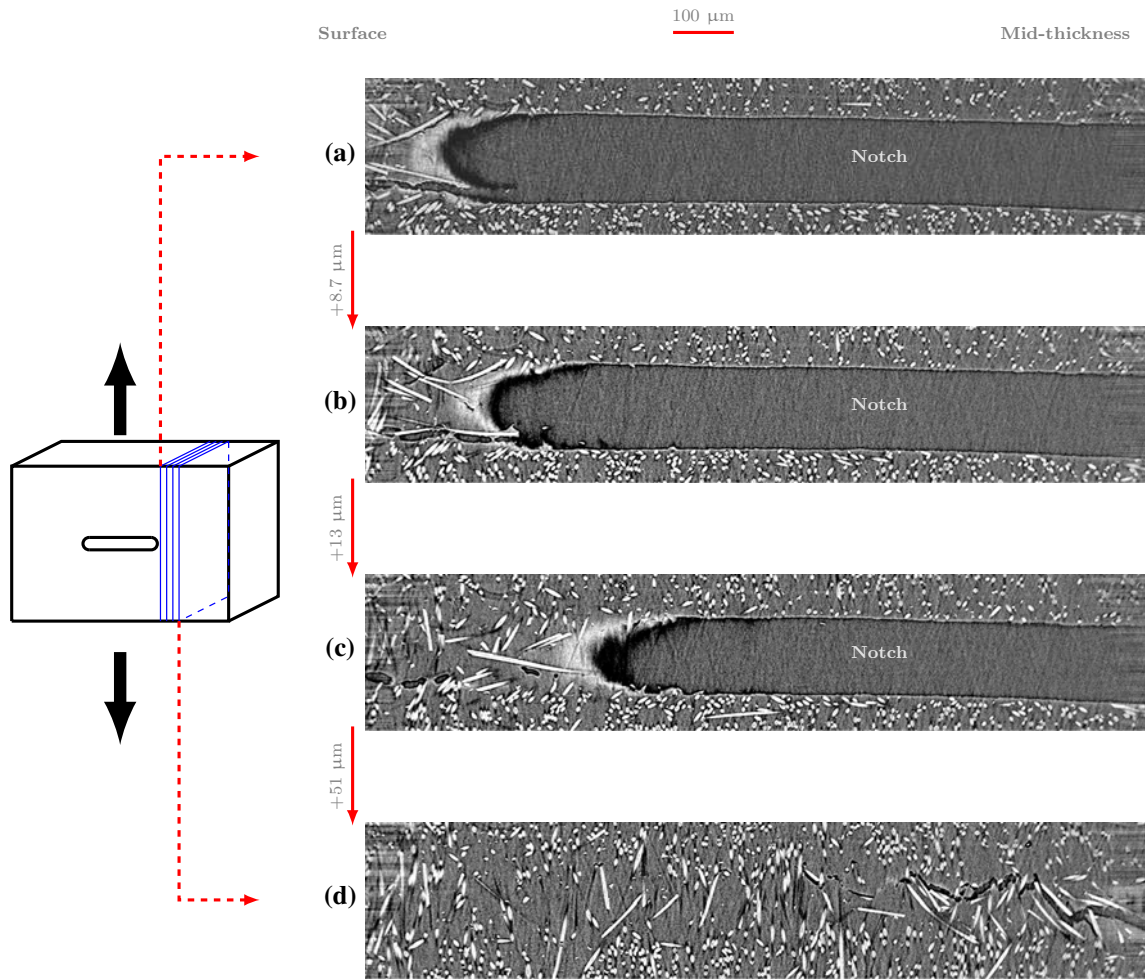 100 µm
Surface
Mid-thickness
(a)
Notch
+8.7 µm
(b)
Notch
+13 µm
(c)
Notch
+51 µm
(d)